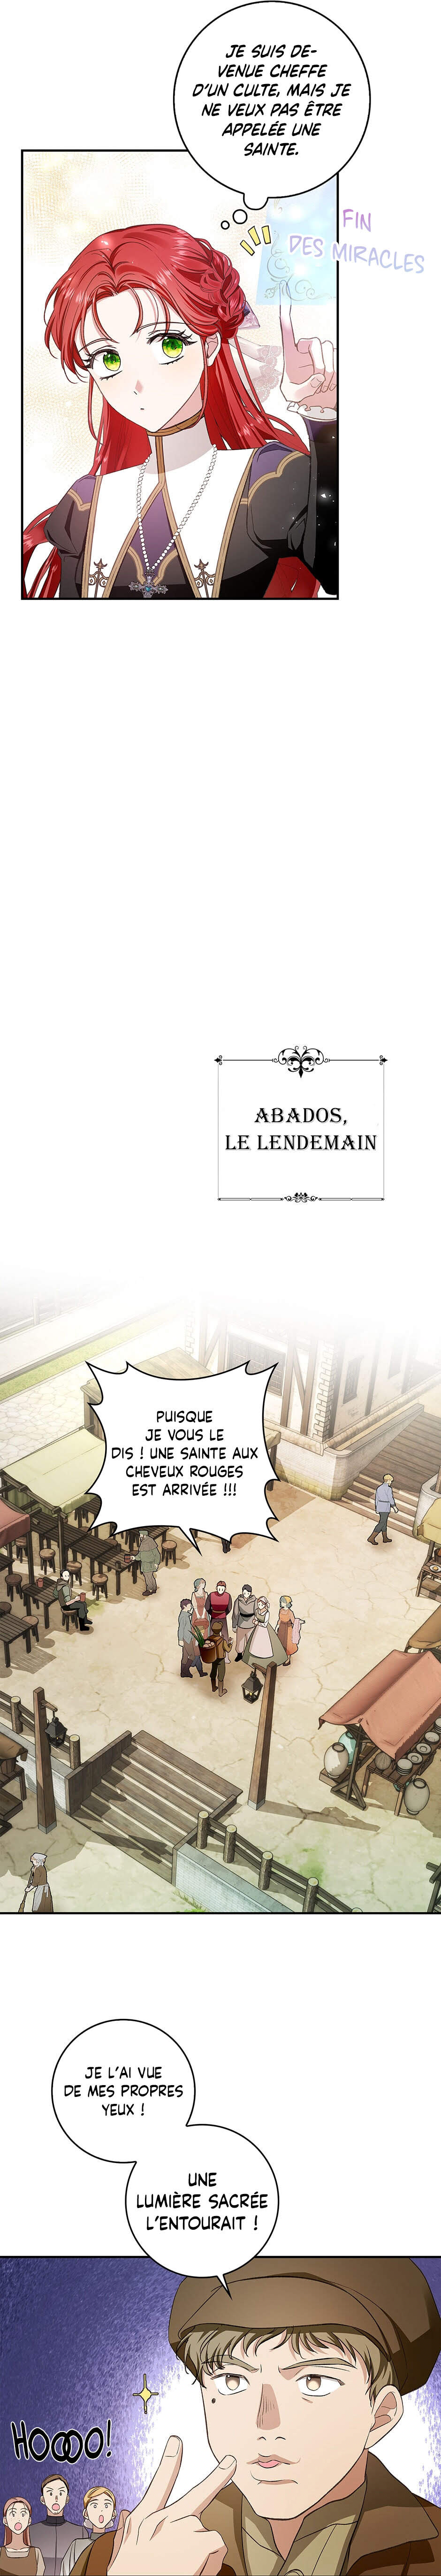 JE SUIS DE-
VENUE CHEFFE
D'UN CULTE, MAIS JE
NE VEUX PAS ÊTRE
APPELÉE UNE
SAINTE.
FIN
DES MIRACLES
ABADOS,
LE LENDEMAIN
PUISQUE
JE VOUS LE
DIS ! UNE SAINTE AUX
CHEVEUX ROUGES
EST ARRIVÉE !!!
JE L'AI VUE
DE MES PROPRES
YEUX !
UNE
LUMIÈRE SACRÉE
L'ENTOURAIT !
HOOOO!